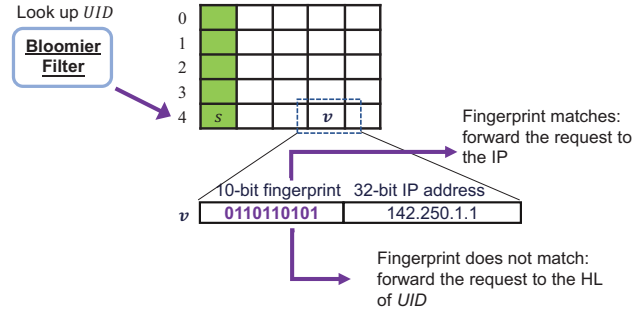 Look up UID
Bloomier
Filter
0
1
2
3
4
s
v
Fingerprint matches:
forward the request to
the IP
10-bit fingerprint 32-bit IP address
v 0110110101 142.250.1.1
Fingerprint does not match:
forward the request to the HL
of UID